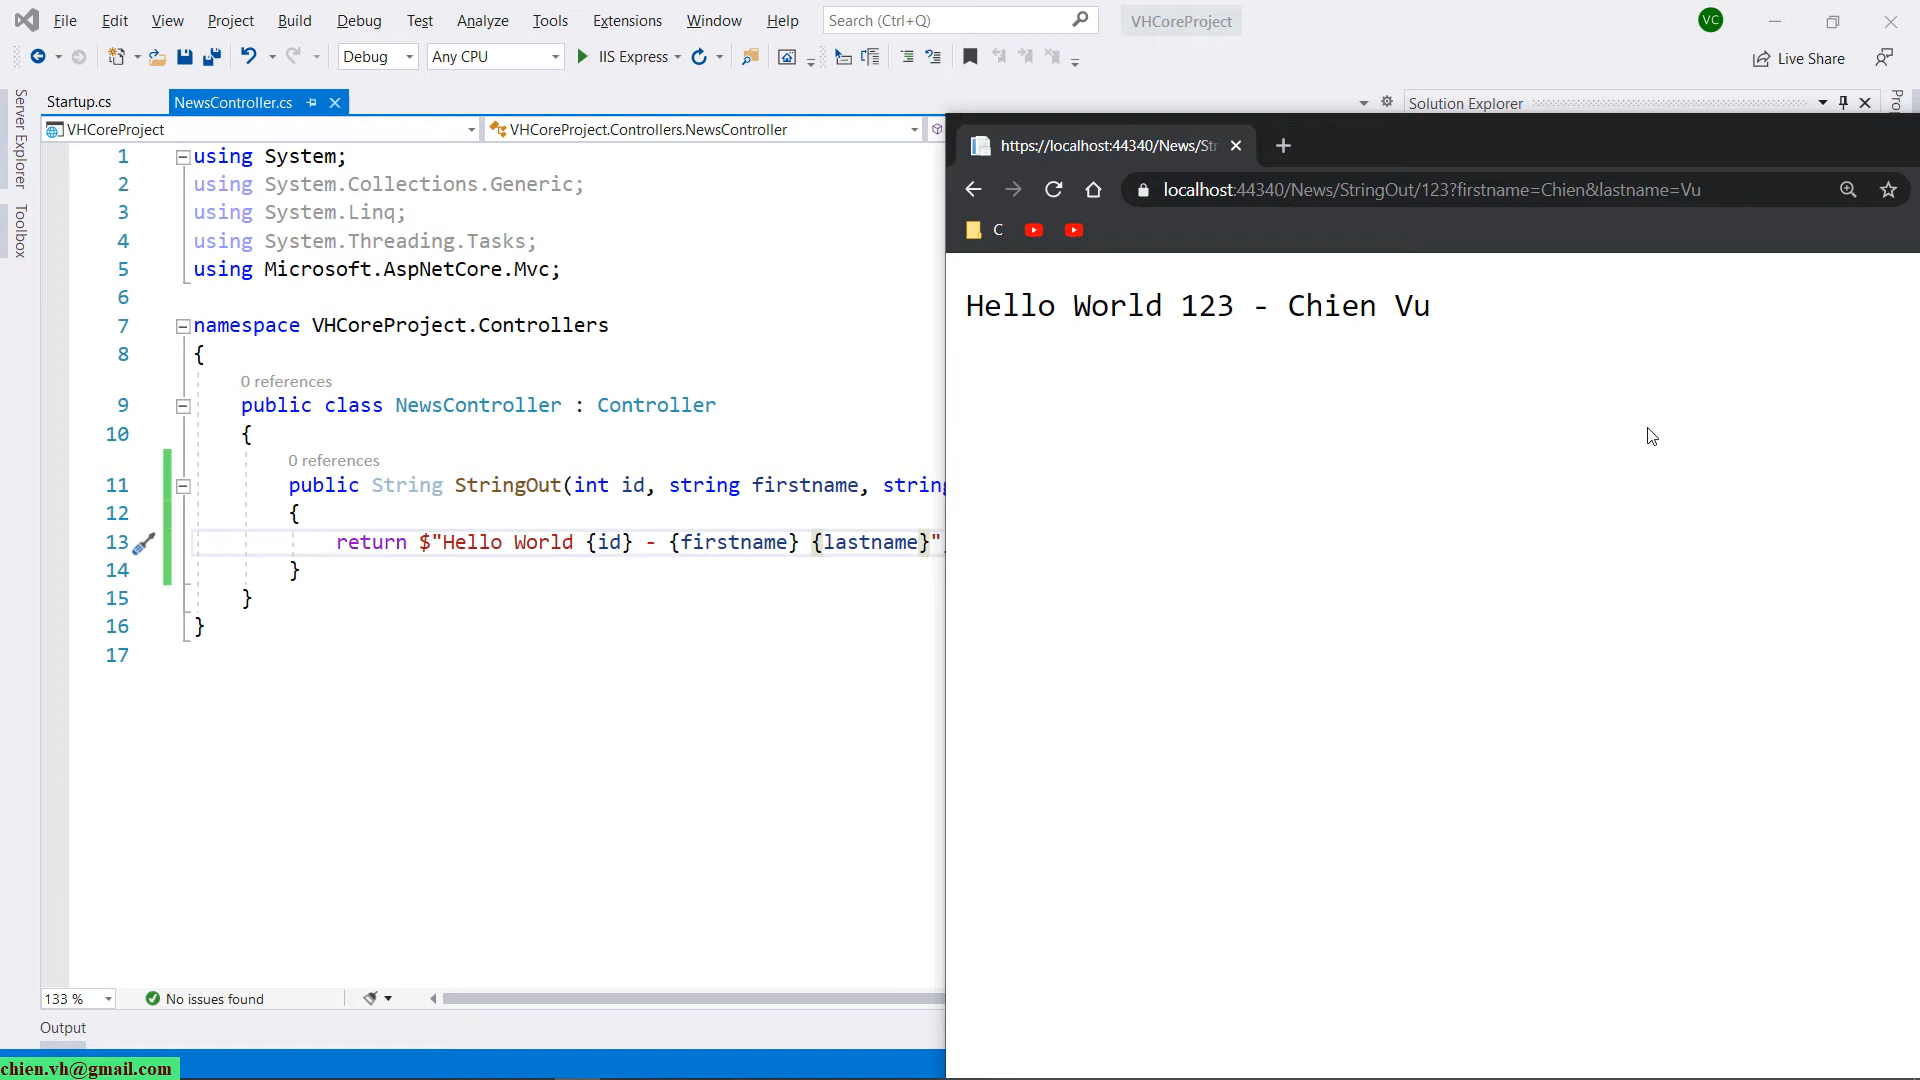 File Edit View Project Build Debug Test Analyze Tools Extensions Window Help Search (Ctrl+Q) VHCoreProject VC
Debug Any CPU IIS Express Live Share
Server Explorer
Toolbox
Startup.cs NewsController.cs Solution Explorer
VHCoreProject VHCoreProject.Controllers.NewsController
1 using System;
2 using System.Collections.Generic;
3 using System.Linq;
4 using System.Threading.Tasks;
5 using Microsoft.AspNetCore.Mvc;
6
7 namespace VHCoreProject.Controllers
8 {
0 references
9 public class NewsController : Controller
10 {
0 references
11 public String StringOut(int id, string firstname, string
12 {
13 return $"Hello World {id} - {firstname} {lastname}"
14 }
15 }
16 }
17
133 % No issues found
Output
chien.vh@gmail.com
https://localhost:44340/News/St
localhost:44340/News/StringOut/123?firstname=Chien&lastname=Vu
C
Hello World 123 - Chien Vu